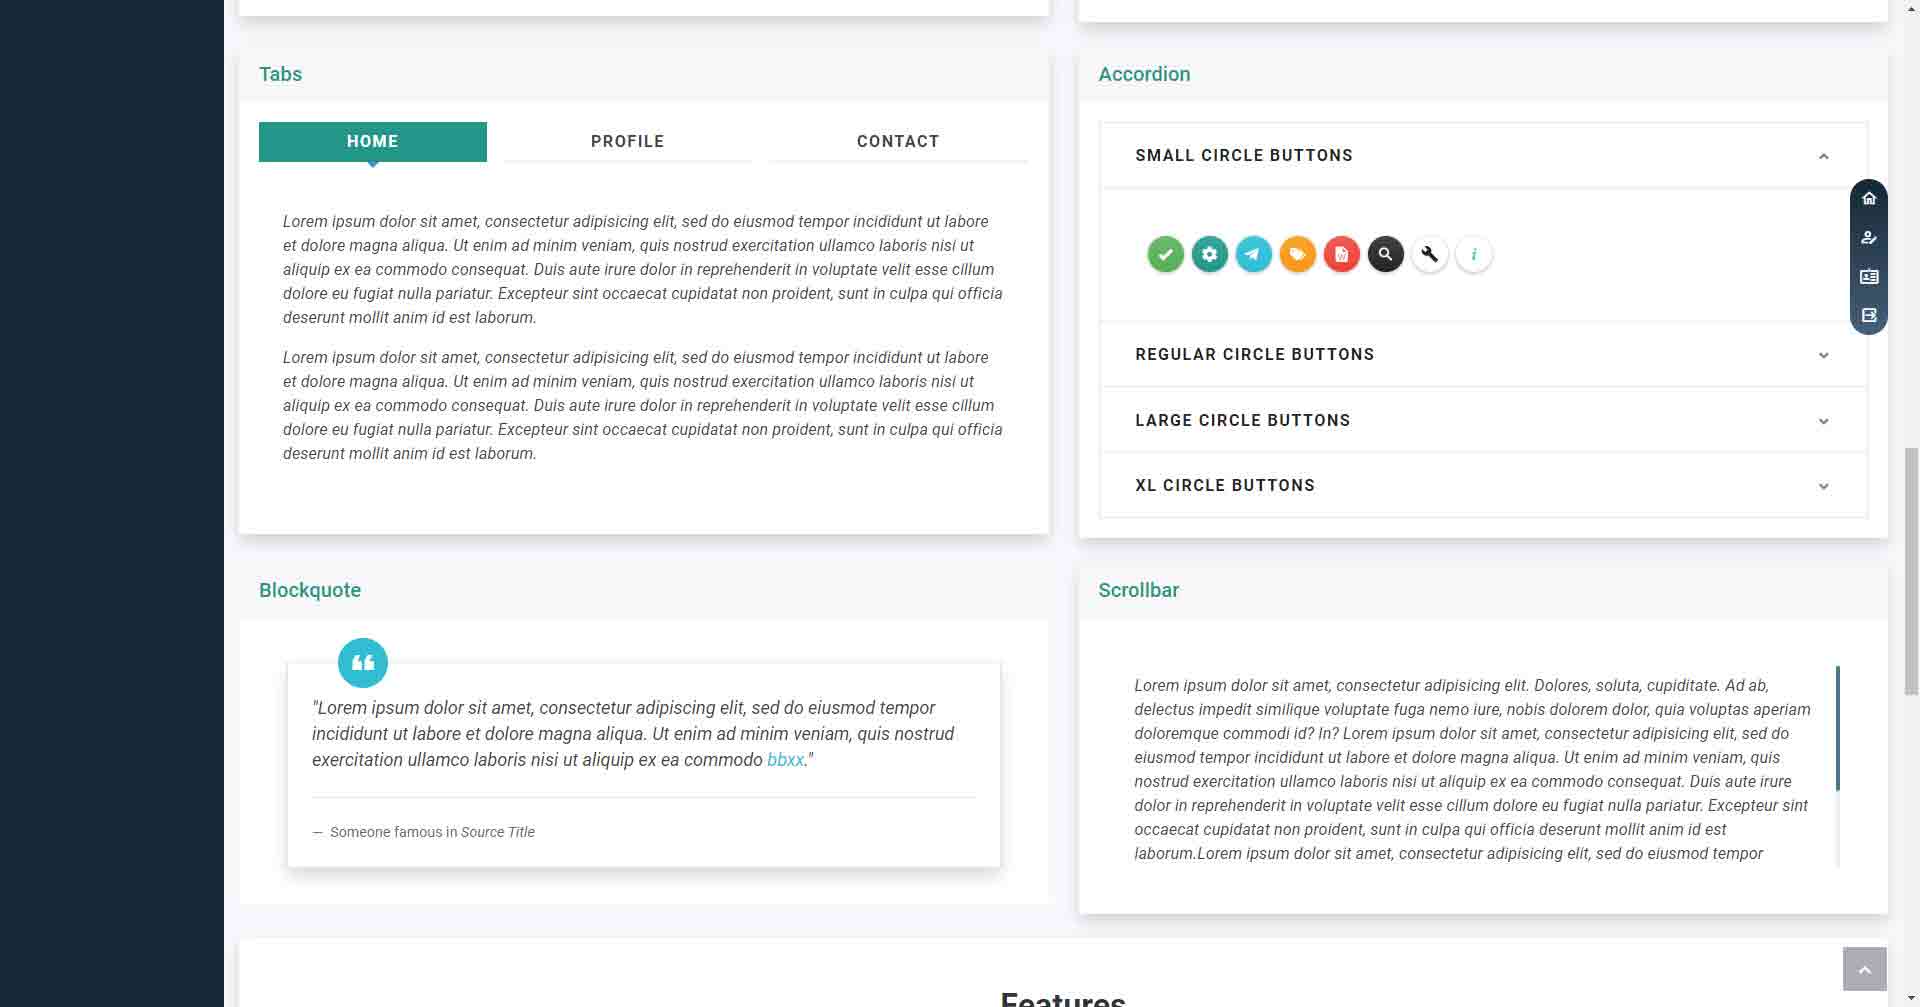 Tabs
HOME
PROFILE
CONTACT
Lorem ipsum dolor sit amet, consectetur adipisicing elit, sed do eiusmod tempor incididunt ut labore
et dolore magna aliqua. Ut enim ad minim veniam, quis nostrud exercitation ullamco laboris nisi ut
aliquip ex ea commodo consequat. Duis aute irure dolor in reprehenderit in voluptate velit esse cillum
dolore eu fugiat nulla pariatur. Excepteur sint occaecat cupidatat non proident, sunt in culpa qui officia
deserunt mollit anim id est laborum.
Lorem ipsum dolor sit amet, consectetur adipisicing elit, sed do eiusmod tempor incididunt ut labore
et dolore magna aliqua. Ut enim ad minim veniam, quis nostrud exercitation ullamco laboris nisi ut
aliquip ex ea commodo consequat. Duis aute irure dolor in reprehenderit in voluptate velit esse cillum
dolore eu fugiat nulla pariatur. Excepteur sint occaecat cupidatat non proident, sunt in culpa qui officia
deserunt mollit anim id est laborum.
Accordion
SMALL CIRCLE BUTTONS
REGULAR CIRCLE BUTTONS
LARGE CIRCLE BUTTONS
XL CIRCLE BUTTONS
Blockquote
"Lorem ipsum dolor sit amet, consectetur adipiscing elit, sed do eiusmod tempor
incididunt ut labore et dolore magna aliqua. Ut enim ad minim veniam, quis nostrud
exercitation ullamco laboris nisi ut aliquip ex ea commodo bbxx."
— Someone famous in Source Title
Scrollbar
Lorem ipsum dolor sit amet, consectetur adipisicing elit. Dolores, soluta, cupiditate. Ad ab,
delectus impedit similique voluptate fuga nemo iure, nobis dolorem dolor, quia voluptas aperiam
doloremque commodi id? In? Lorem ipsum dolor sit amet, consectetur adipisicing elit, sed do
eiusmod tempor incididunt ut labore et dolore magna aliqua. Ut enim ad minim veniam, quis
nostrud exercitation ullamco laboris nisi ut aliquip ex ea commodo consequat. Duis aute irure
dolor in reprehenderit in voluptate velit esse cillum dolore eu fugiat nulla pariatur. Excepteur sint
occaecat cupidatat non proident, sunt in culpa qui officia deserunt mollit anim id est
laborum.Lorem ipsum dolor sit amet, consectetur adipisicing elit, sed do eiusmod tempor
Features